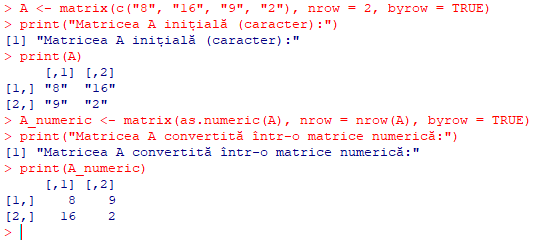 > A <- matrix(c("8", "16", "9", "2"), nrow = 2, byrow = TRUE)
> print("Matricea A inițială (caracter):")
[1] "Matricea A inițială (caracter):"
> print(A)
     [,1] [,2]
[1,] "8"  "16"
[2,] "9"  "2"
> A_numeric <- matrix(as.numeric(A), nrow = nrow(A), byrow = TRUE)
> print("Matricea A convertită într-o matrice numerică:")
[1] "Matricea A convertită într-o matrice numerică:"
> print(A_numeric)
     [,1] [,2]
[1,]    8    9
[2,]   16    2
>